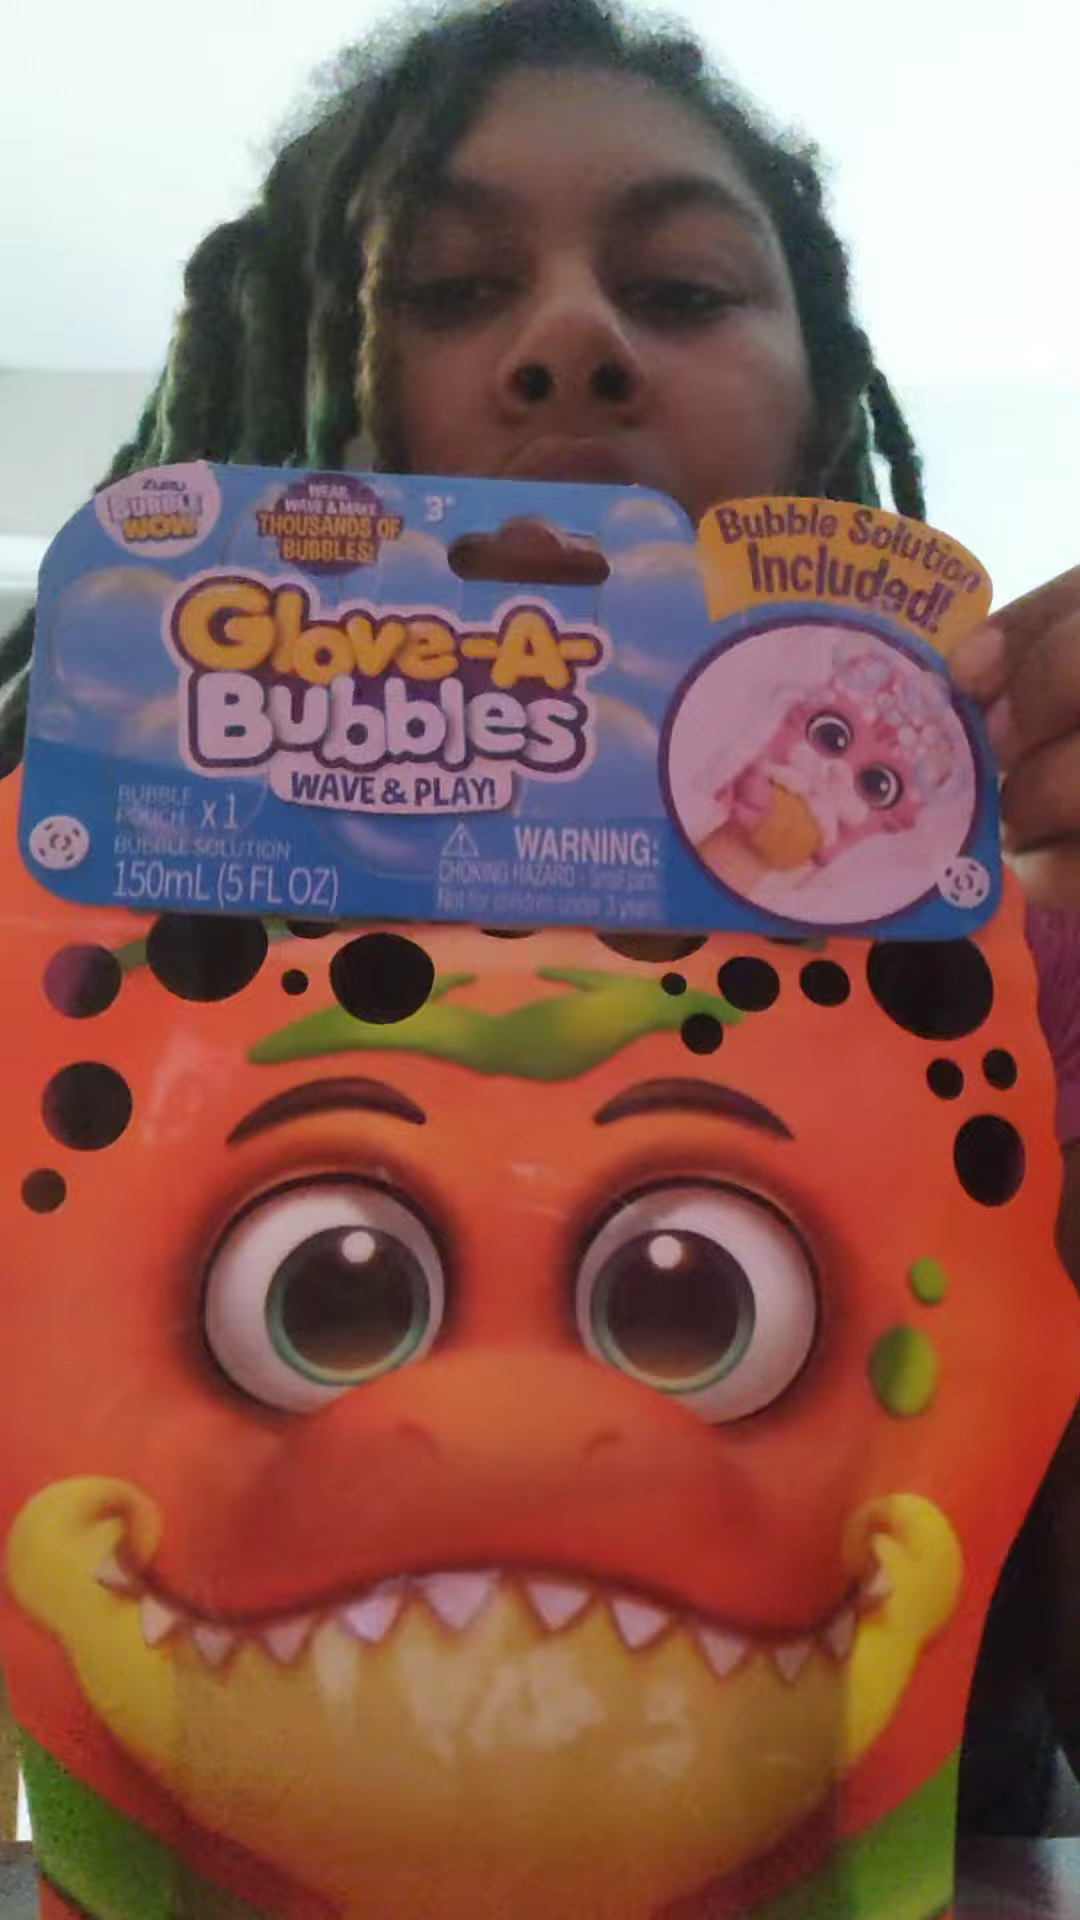 Zuru
BUBBLE
WOW
WEAR,
WAVE & MAKE
THOUSANDS OF
BUBBLES!
3+
Bubble Solution
Included!
Glove-A-
Bubbles
WAVE & PLAY!
BUBBLE
POUCH x1
BUBBLE SOLUTION
150mL (5 FL OZ)
WARNING:
CHOKING HAZARD - Small parts.
Not for children under 3 years.